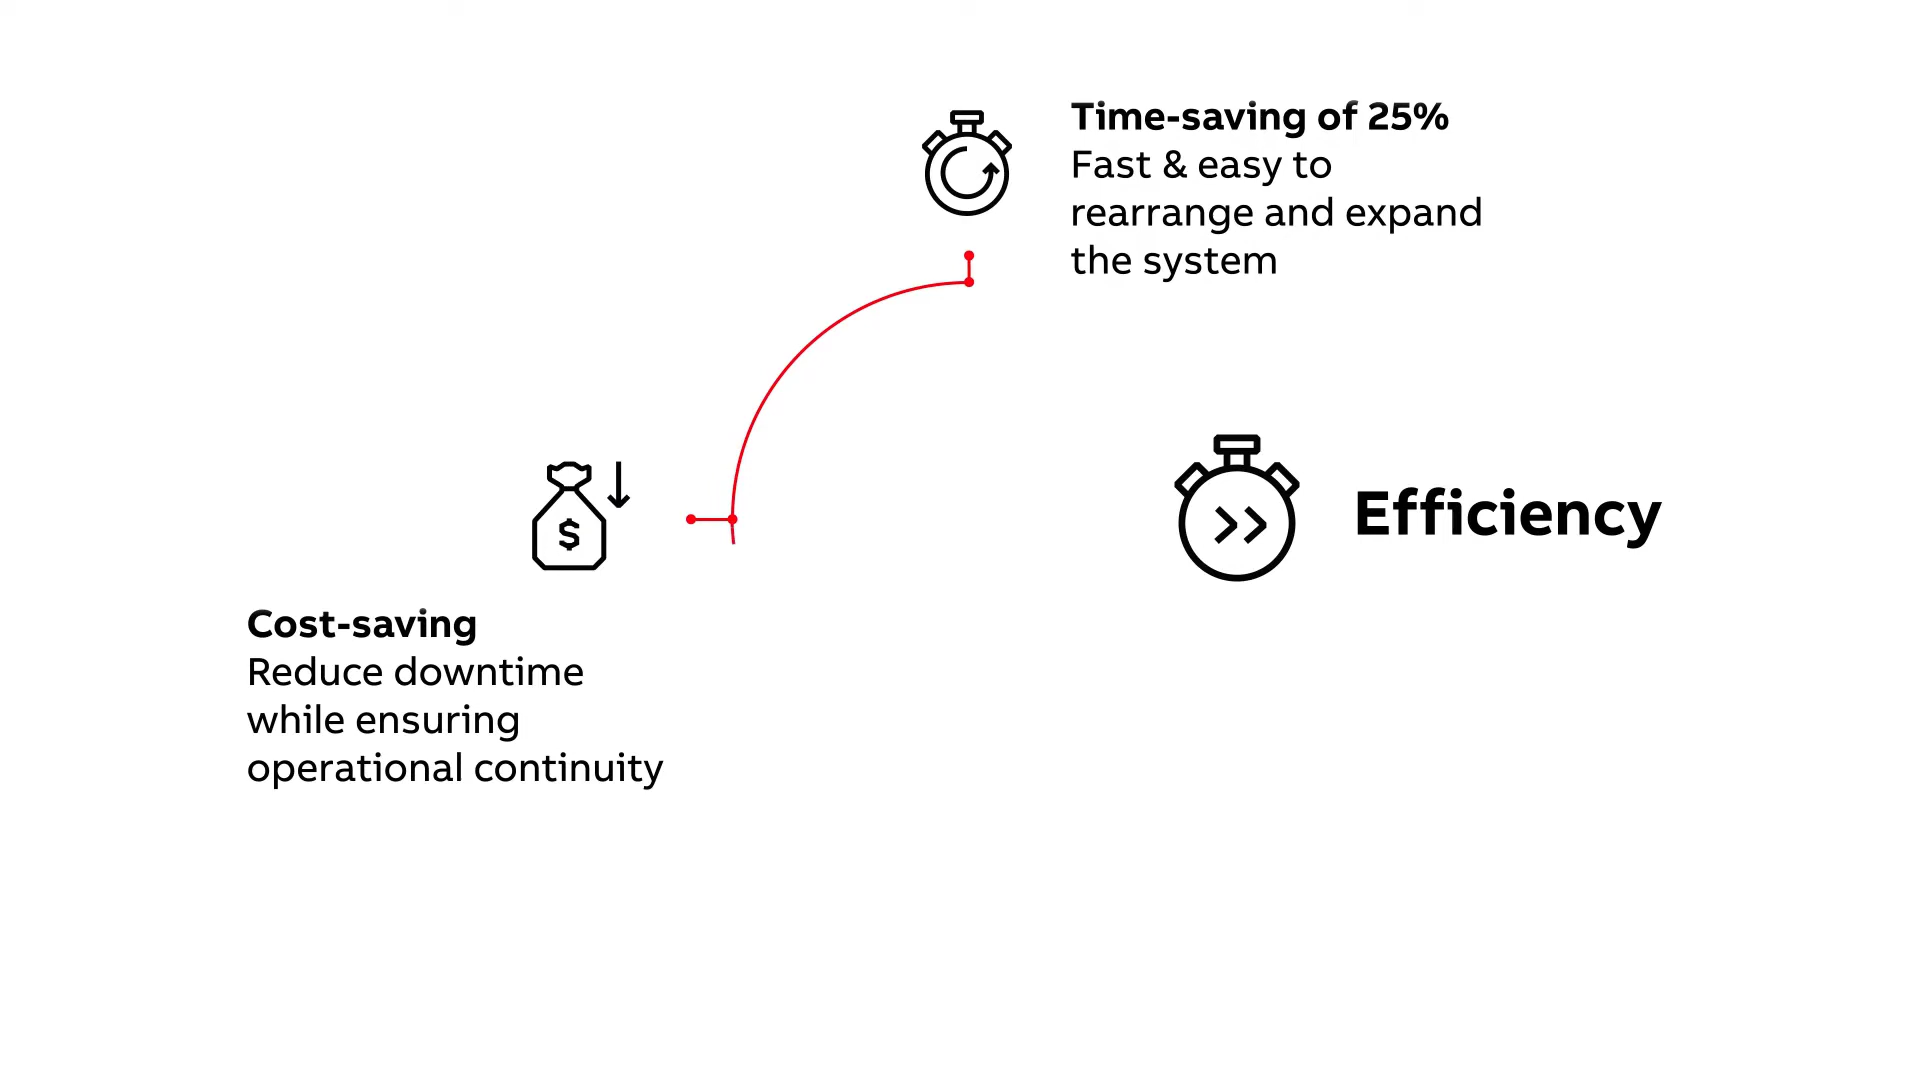 Time-saving of 25%
Fast & easy to
rearrange and expand
the system
$
Efficiency
Cost-saving
Reduce downtime
while ensuring
operational continuity